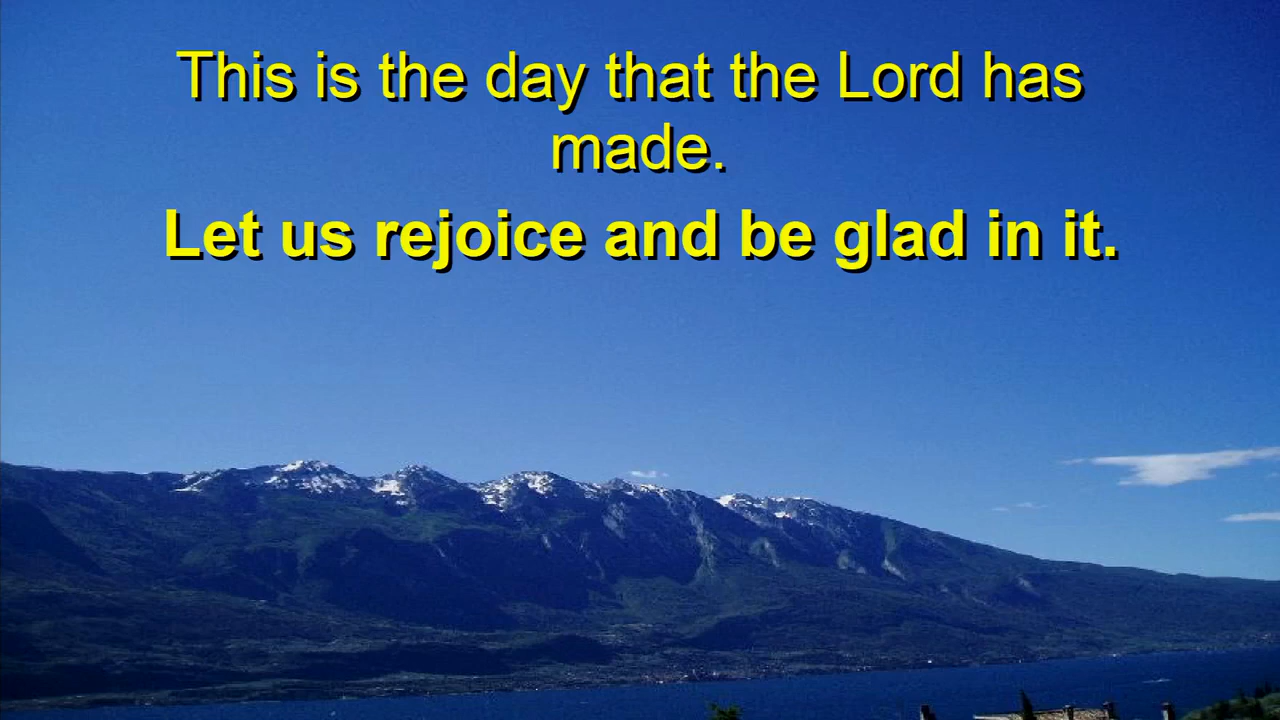 This is the day that the Lord has
made.
Let us rejoice and be glad in it.